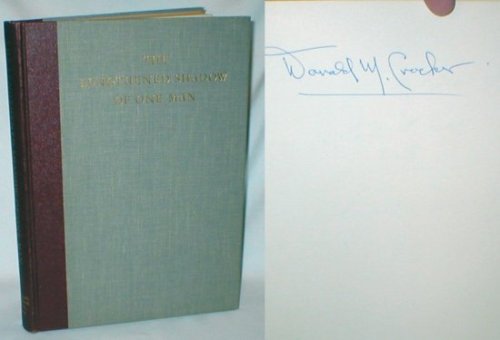 THE
LENGTHENED SHADOW
OF ONE MAN
Donald M. Crocker